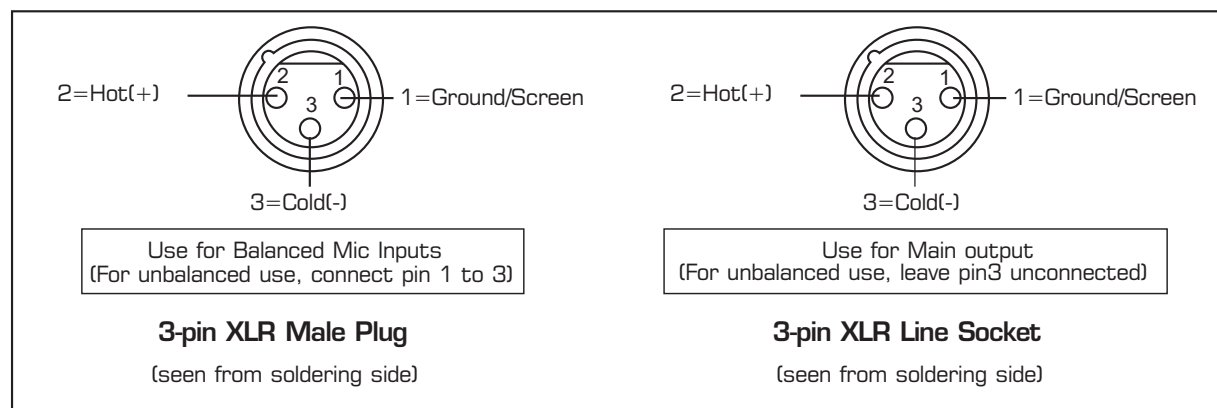 2 1
2=Hot(+) 3 1=Ground/Screen
3=Cold(-)
Use for Balanced Mic Inputs
(For unbalanced use, connect pin 1 to 3)
3-pin XLR Male Plug
(seen from soldering side)
2 1
2=Hot(+) 3 1=Ground/Screen
3=Cold(-)
Use for Main output
(For unbalanced use, leave pin3 unconnected)
3-pin XLR Line Socket
(seen from soldering side)